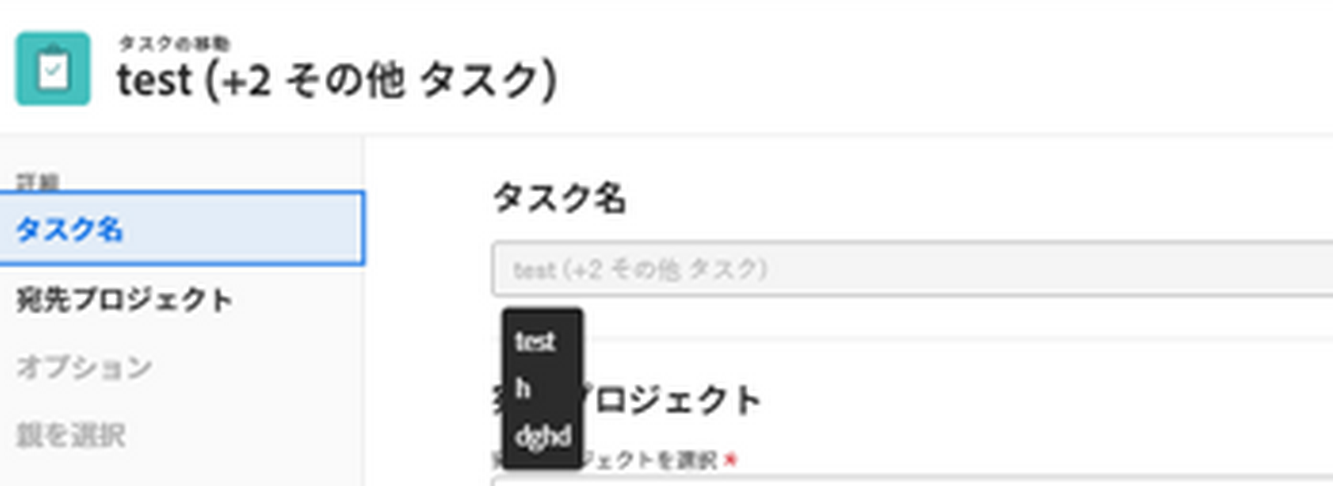 タスクの移動
test (+2 その他 タスク)
詳細
タスク名
宛先プロジェクト
オプション
親を選択
タスク名
test (+2 その他 タスク)
test
h
dghd
プロジェクト
ジェクトを選択 *